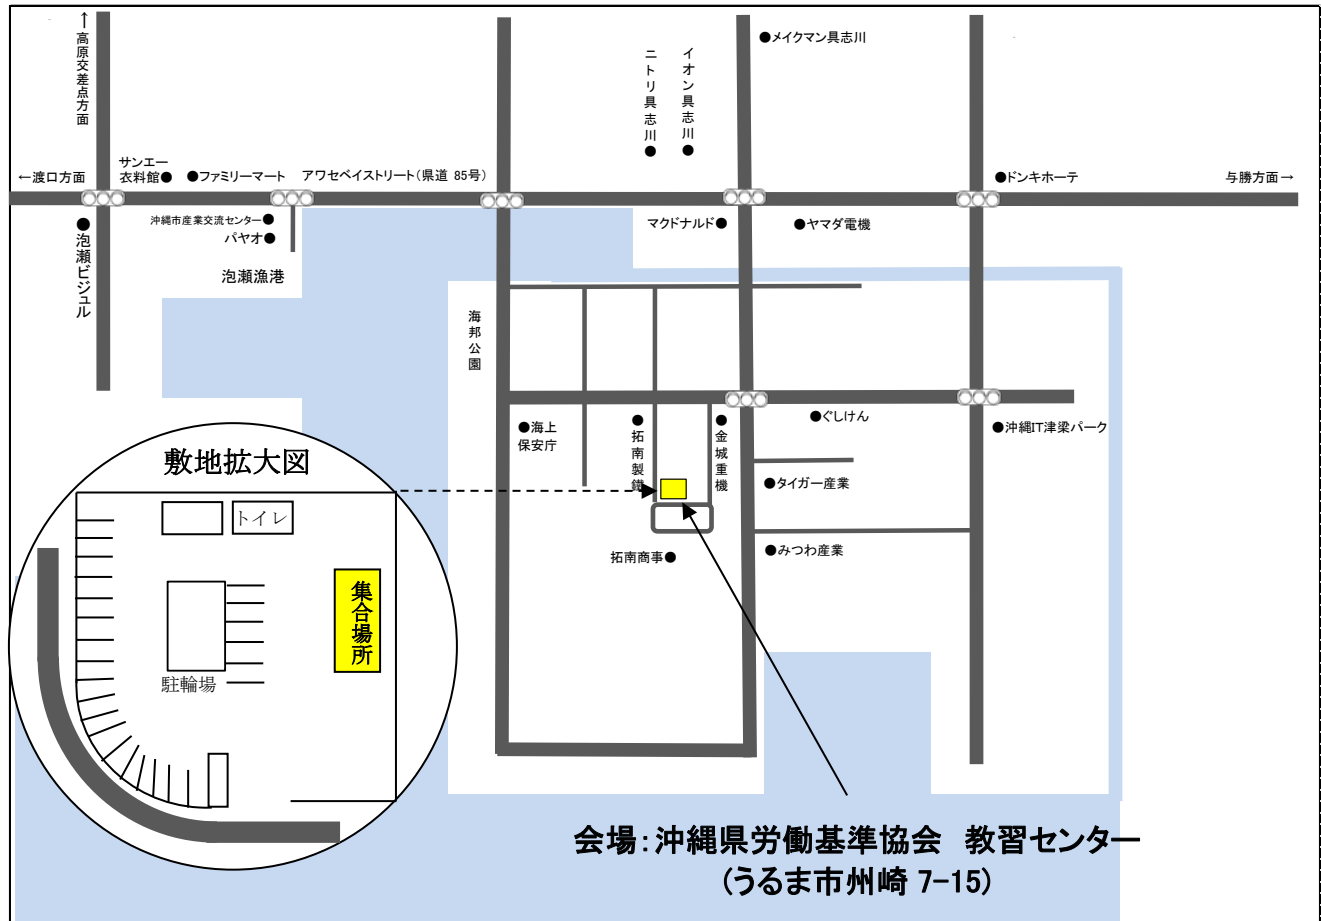 ↑高原交差点方面
←渡口方面
サンエー
衣料館●
●ファミリーマート
アワセベイストリート(県道 85号)
ニトリ具志川●
イオン具志川●
●メイクマン具志川
●ドンキホーテ
与勝方面→
●泡瀬ビジュル
沖縄市産業交流センター●
パヤオ●
泡瀬漁港
マクドナルド●
●ヤマダ電機
海邦公園
●海上
保安庁
●拓南製鐵
●金城重機
●ぐしけん
●沖縄IT津梁パーク
●タイガー産業
●みつわ産業
拓南商事●
敷地拡大図
トイレ
集合場所
駐輪場
会場:沖縄県労働基準協会 教習センター
(うるま市州崎 7-15)